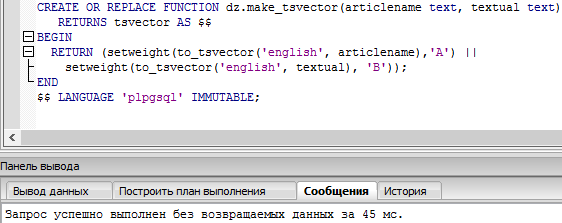 CREATE OR REPLACE FUNCTION dz.make_tsvector(articlename text, textual text)
RETURNS tsvector AS $$
BEGIN
RETURN (setweight(to_tsvector('english', articlename),'A') ||
setweight(to_tsvector('english', textual), 'B'));
END
$$ LANGUAGE 'plpgsql' IMMUTABLE;
Панель вывода
Вывод данных Построить план выполнения Сообщения История
Запрос успешно выполнен без возвращаемых данных за 45 мс.